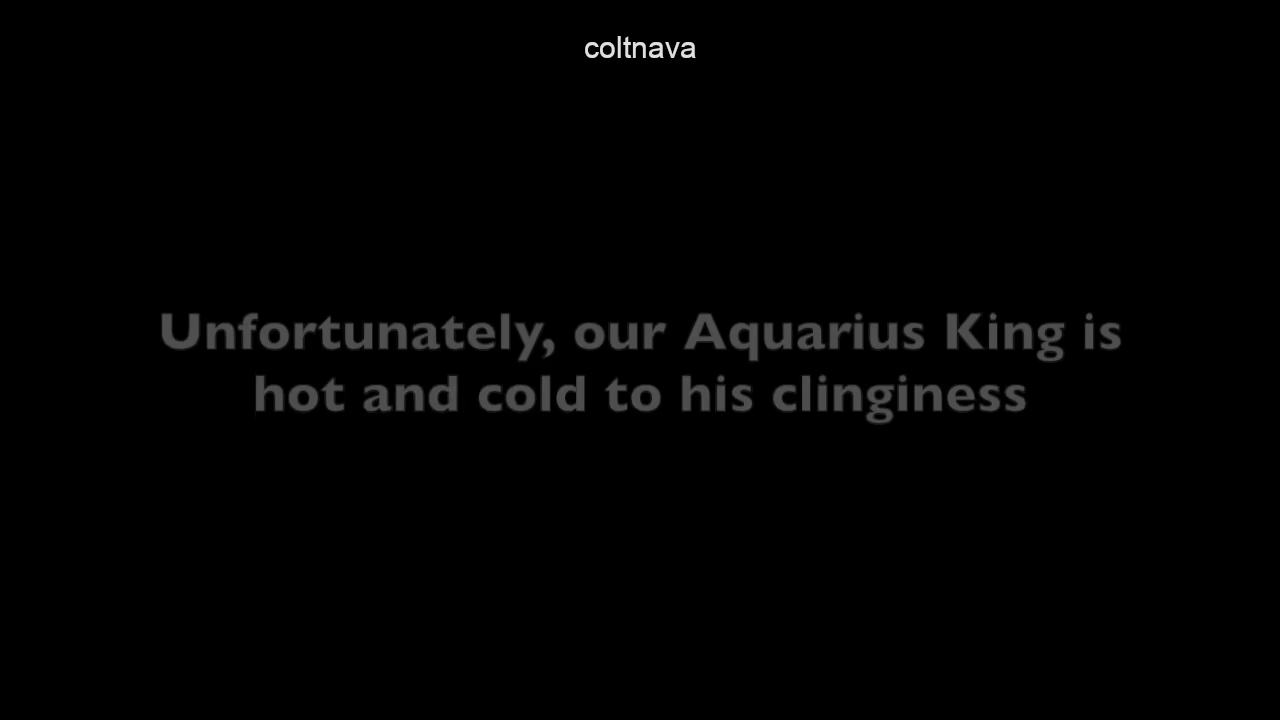 coltnava
Unfortunately, our Aquarius King is
hot and cold to his clinginess